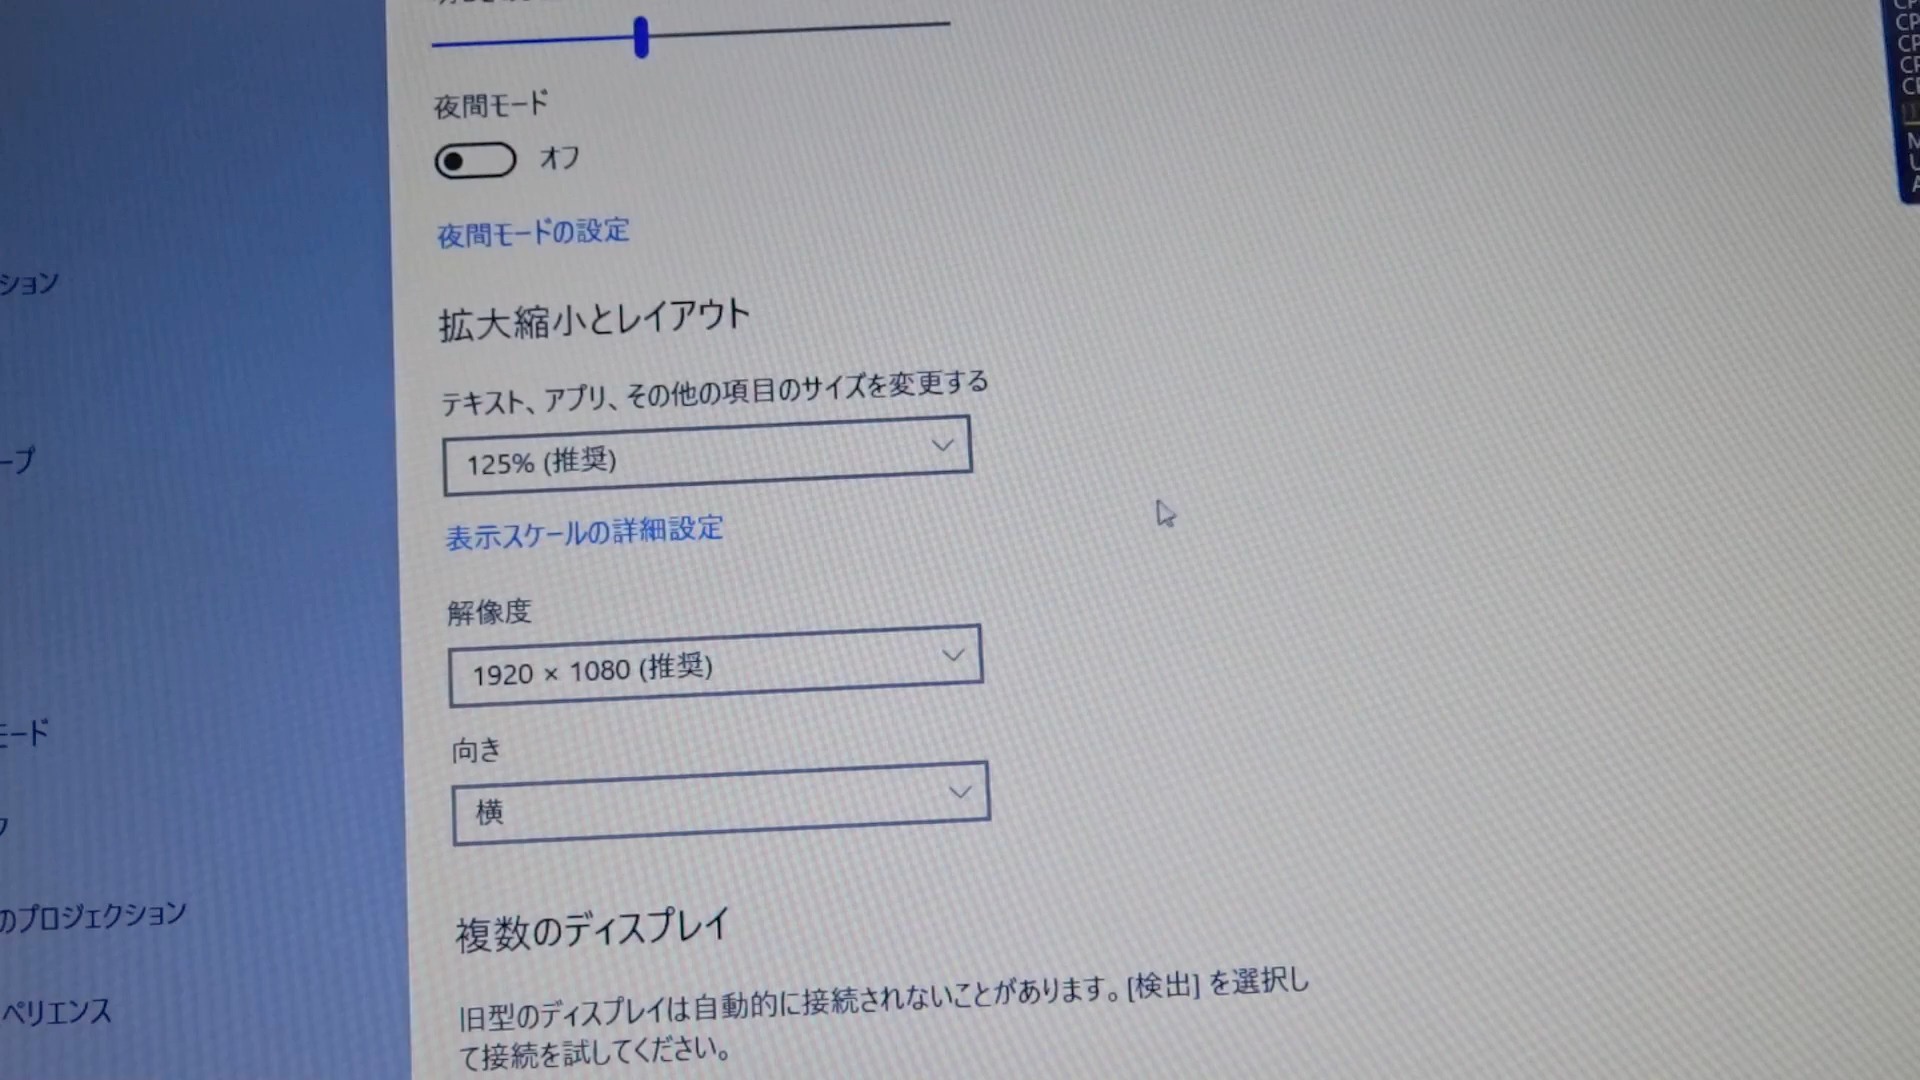 夜間モード
オフ
夜間モードの設定
拡大縮小とレイアウト
テキスト、アプリ、その他の項目のサイズを変更する
125% (推奨)
表示スケールの詳細設定
解像度
1920 × 1080 (推奨)
向き
横
複数のディスプレイ
旧型のディスプレイは自動的に接続されないことがあります。[検出] を選択し
て接続を試してください。
ション
ープ
モード
のプロジェクション
ペリエンス